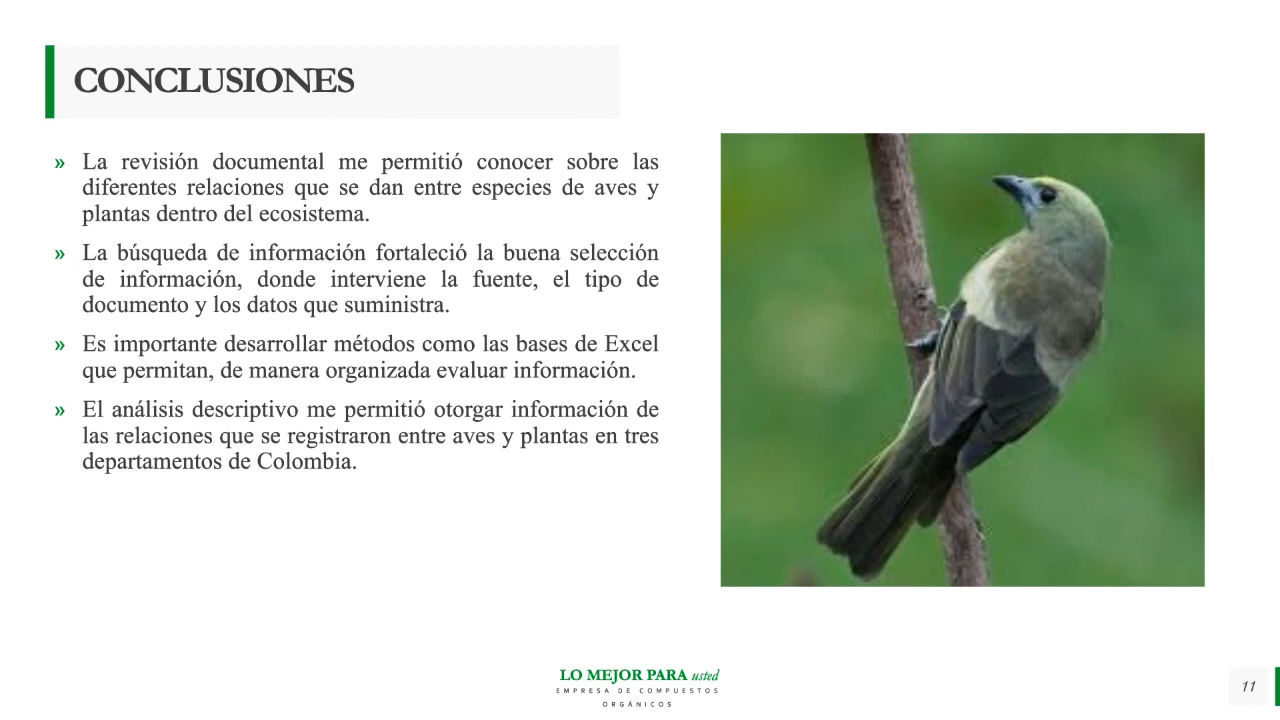 CONCLUSIONES
» La revisión documental me permitió conocer sobre las
diferentes relaciones que se dan entre especies de aves y
plantas dentro del ecosistema.
» La búsqueda de información fortaleció la buena selección
de información, donde interviene la fuente, el tipo de
documento y los datos que suministra.
» Es importante desarrollar métodos como las bases de Excel
que permitan, de manera organizada evaluar información.
» El análisis descriptivo me permitió otorgar información de
las relaciones que se registraron entre aves y plantas en tres
departamentos de Colombia.
LO MEJOR PARA usted
EMPRESA DE COMPUESTOS
ORGÁNICOS
11